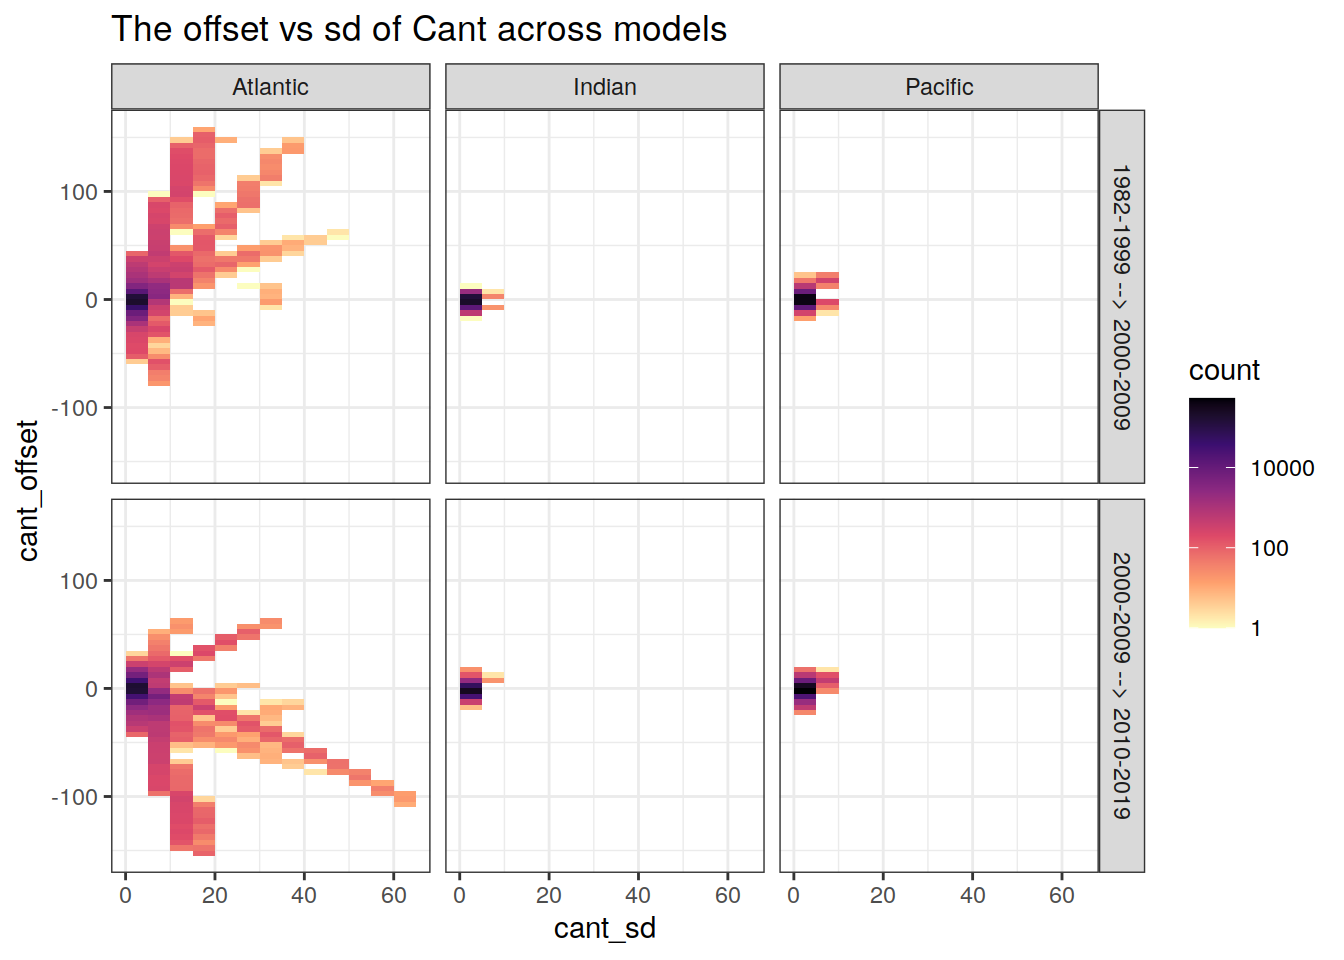 The offset vs sd of Cant across models
Atlantic
Indian
Pacific
100
0
-100
1982-1999 --> 2000-2009
100
0
-100
2000-2009 --> 2010-2019
0 20 40 60
0 20 40 60
0 20 40 60
cant_sd
cant_offset
count
10000
100
1